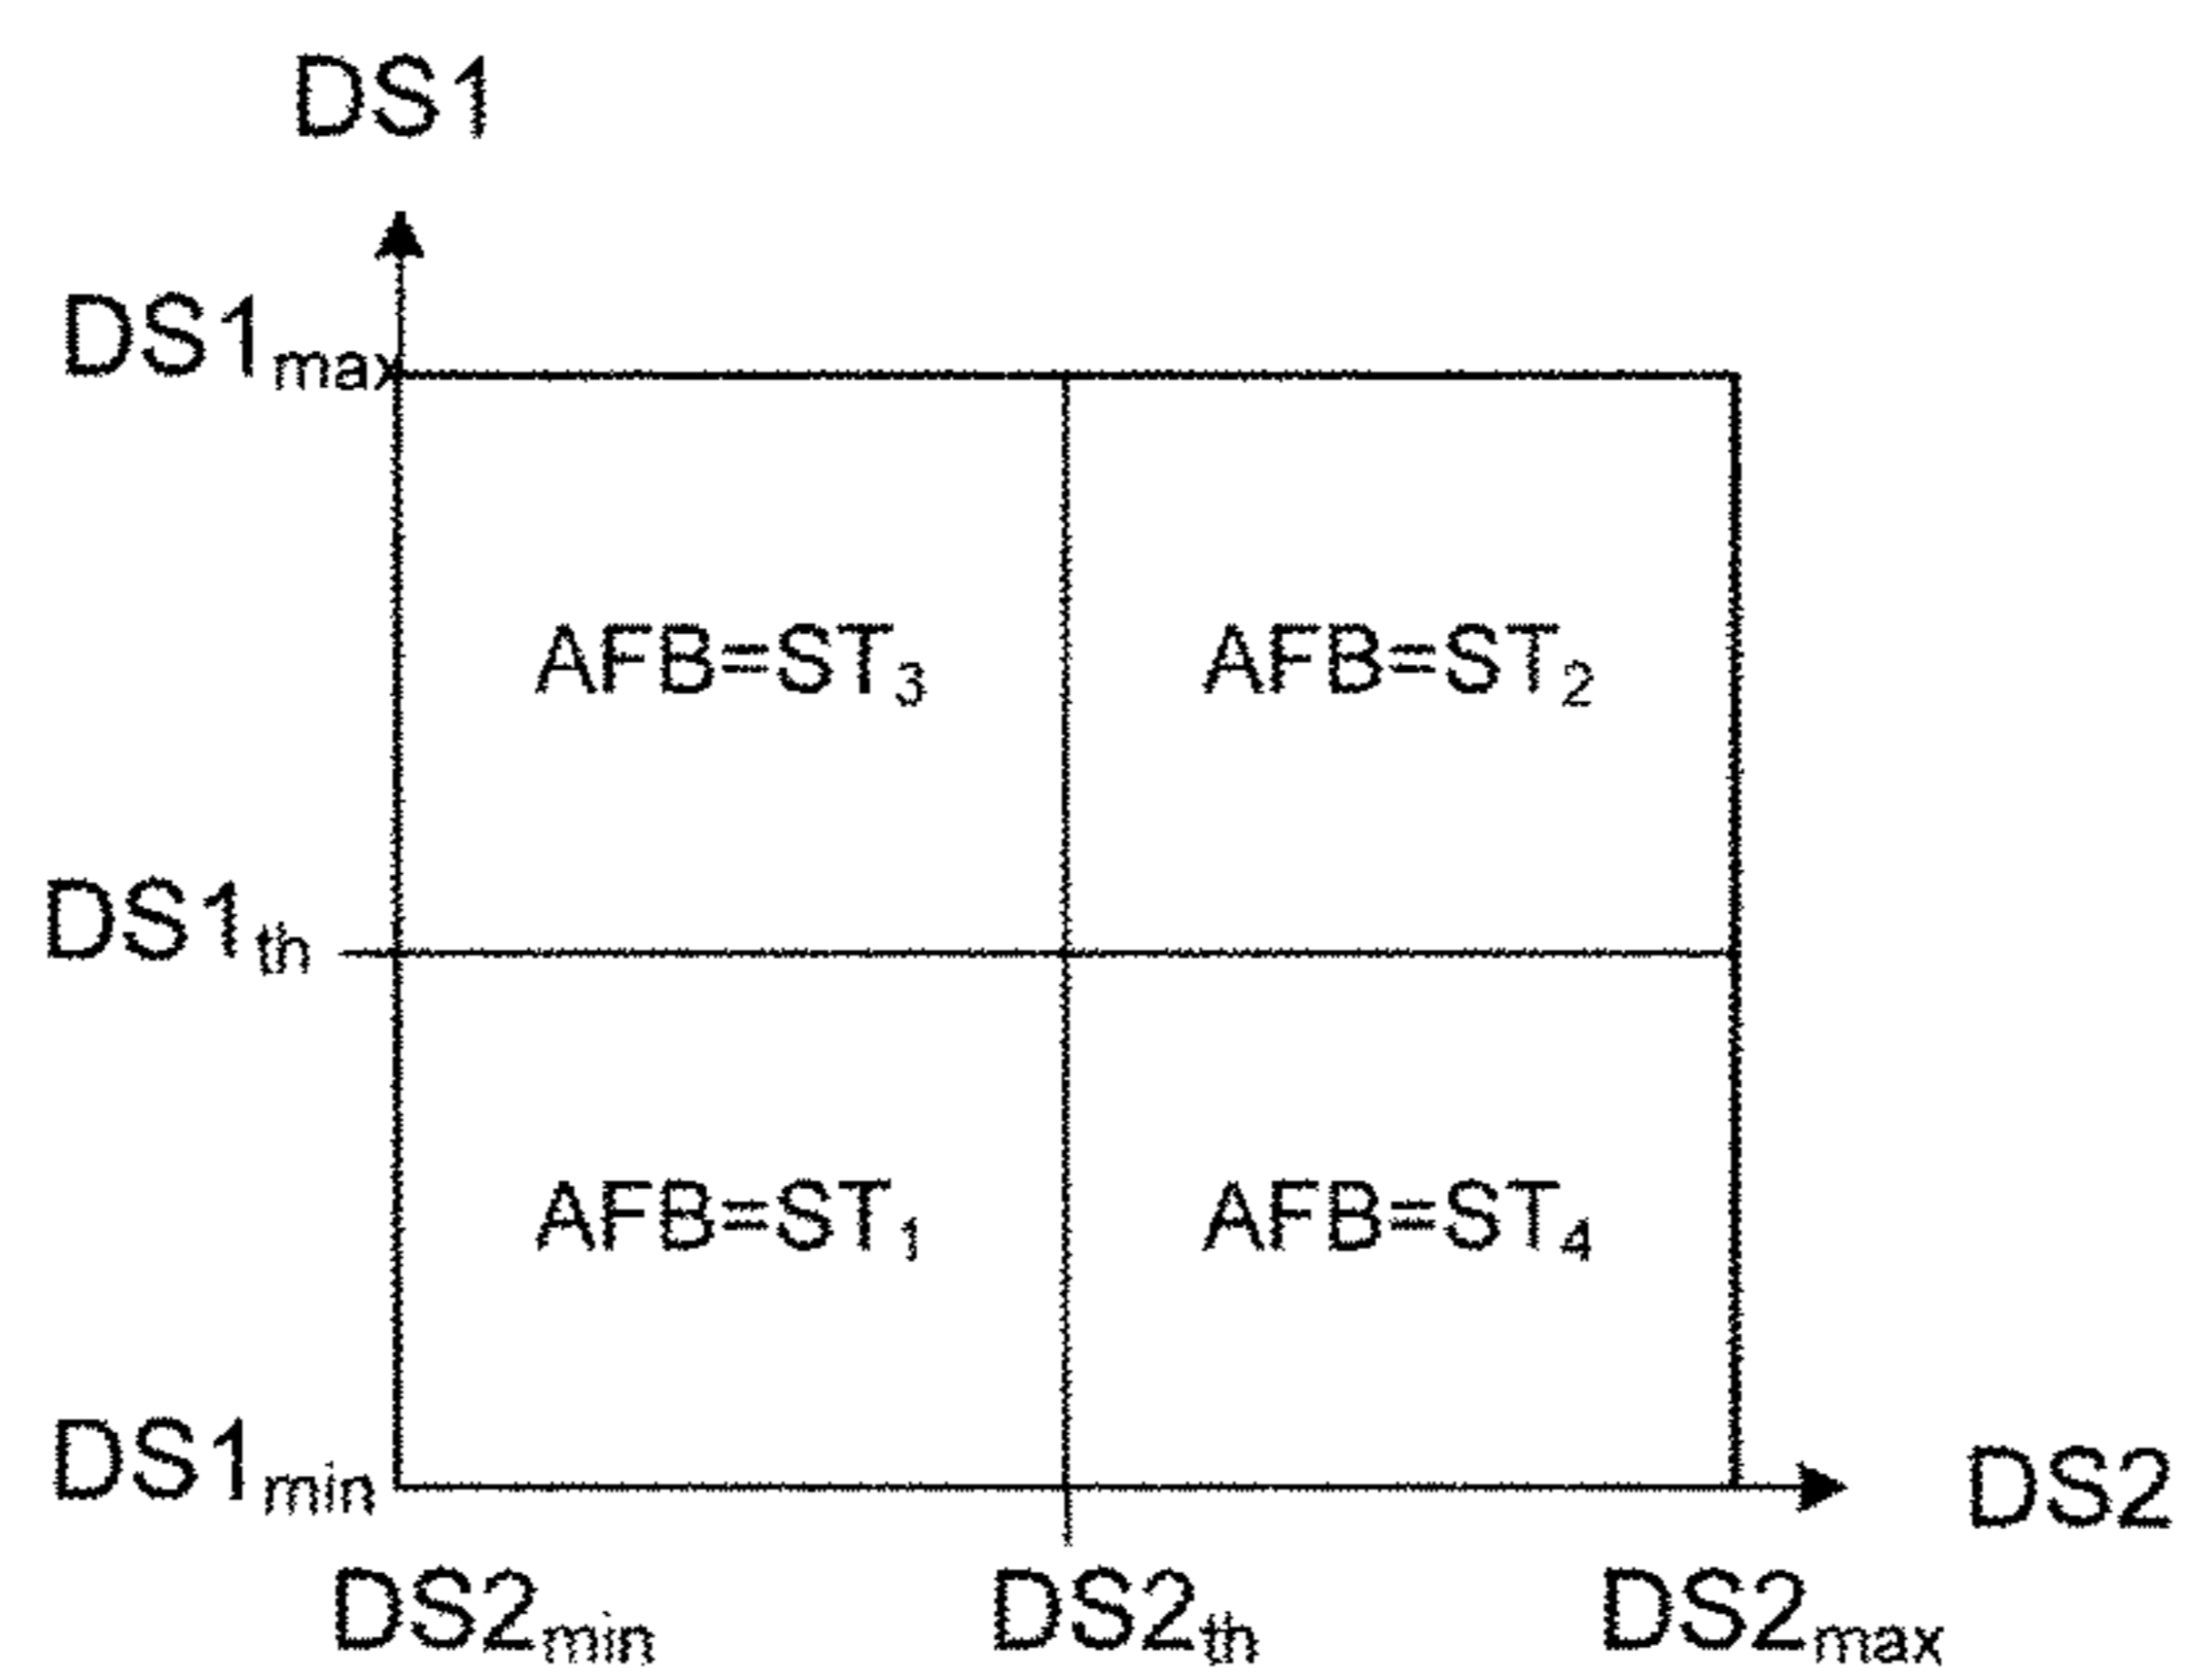 DS1
DS1max
AFB=ST3 AFB=ST2
DS1th
AFB=ST1 AFB=ST4
DS1min
DS2
DS2min DS2th DS2max